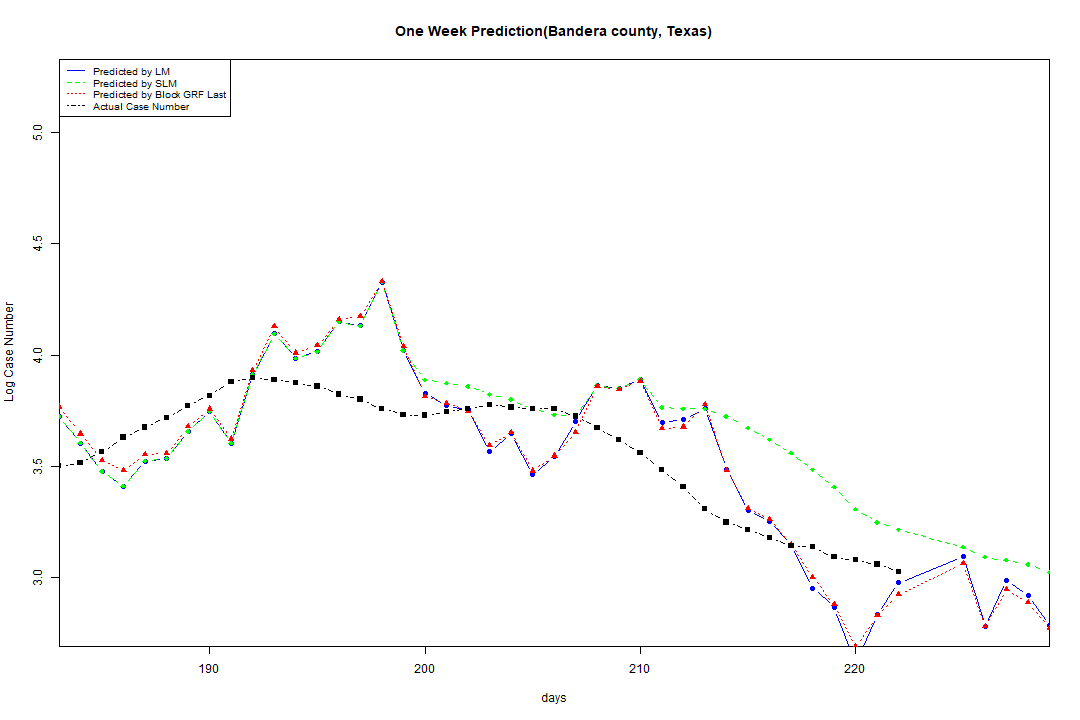 One Week Prediction(Bandera county, Texas)
Predicted by LM
Predicted by SLM
Predicted by Block GRF Last
Actual Case Number
5.0
4.5
4.0
3.5
3.0
Log Case Number
190
200
210
220
days